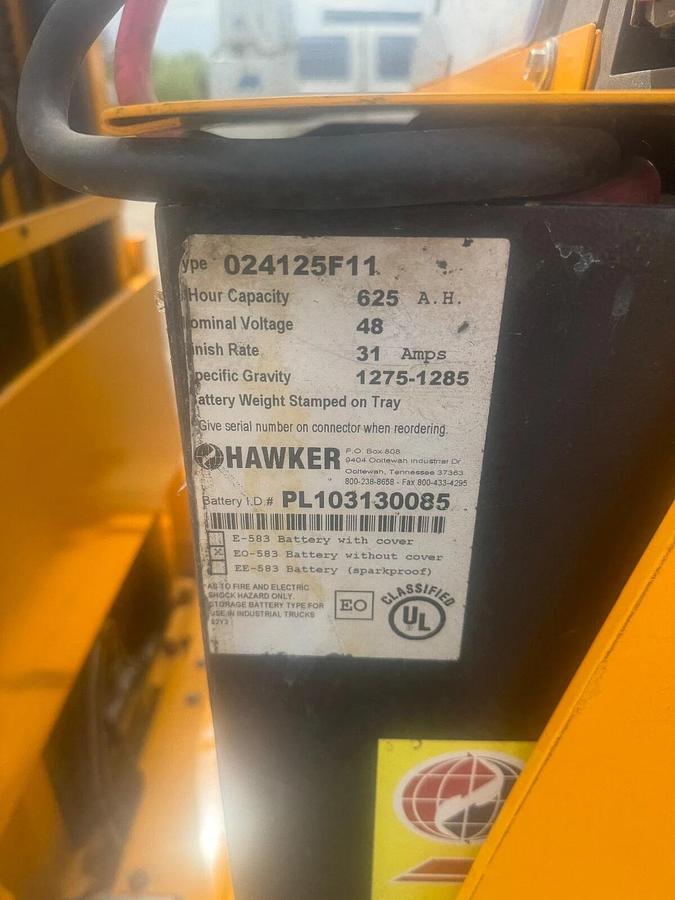 ype 024125F11
Hour Capacity 625 A.H.
ominal Voltage 48
inish Rate 31 Amps
pecific Gravity 1275-1285
attery Weight Stamped on Tray
Give serial number on connector when reordering.
HAWKER
P.O. Box 808
9404 Ooltewah Industrial Dr.
Ooltewah, Tennessee 37363
800-238-8658 - Fax 800-433-4295
Battery I.D.# PL103130085
E-583 Battery with cover
x EO-583 Battery without cover
EE-583 Battery (sparkproof)
AS TO FIRE AND ELECTRIC
SHOCK HAZARD ONLY.
STORAGE BATTERY TYPE FOR
USE IN INDUSTRIAL TRUCKS
82Y3
EO
CLASSIFIED
UL